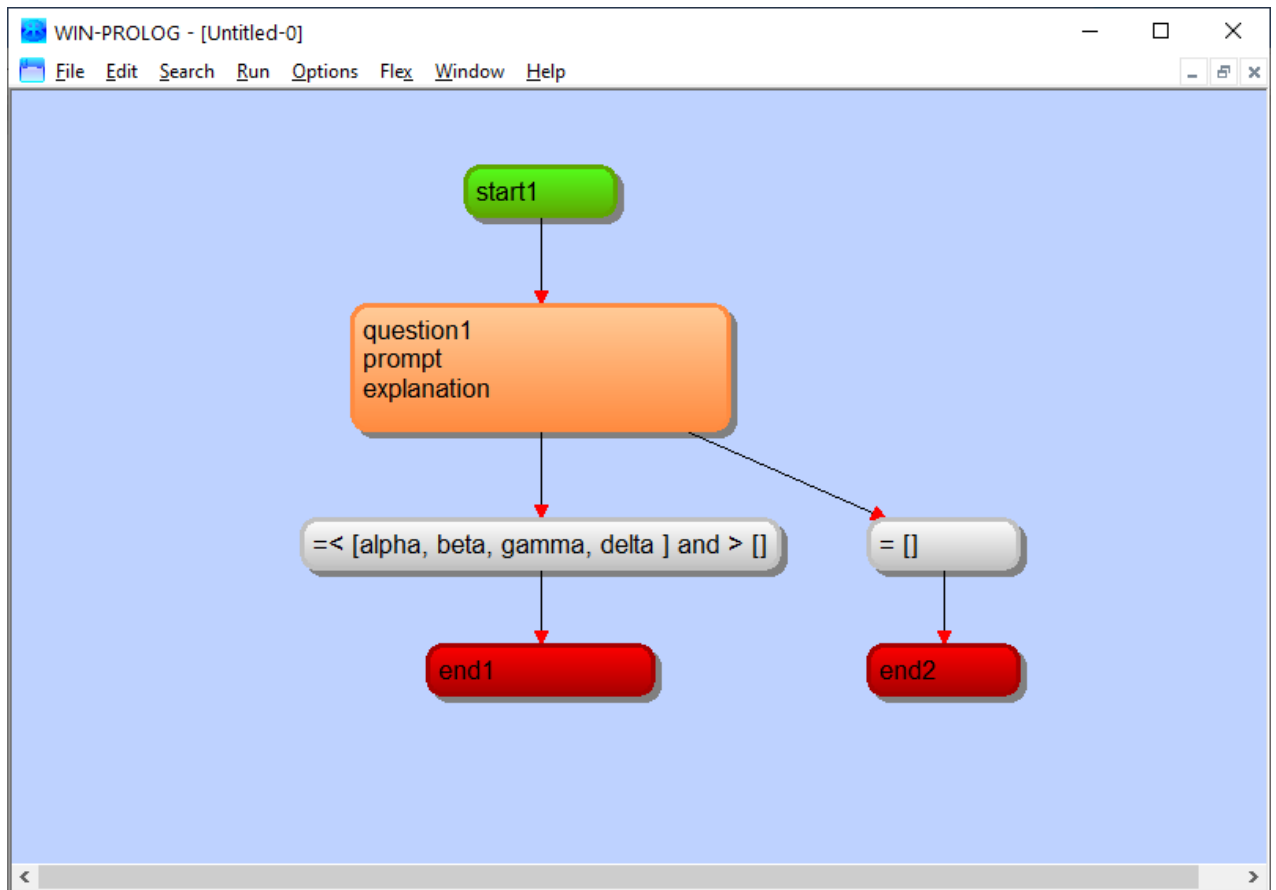 WIN-PROLOG - [Untitled-0]
File Edit Search Run Options Flex Window Help
start1
question1
prompt
explanation
=< [alpha, beta, gamma, delta ] and > []
= []
end1
end2